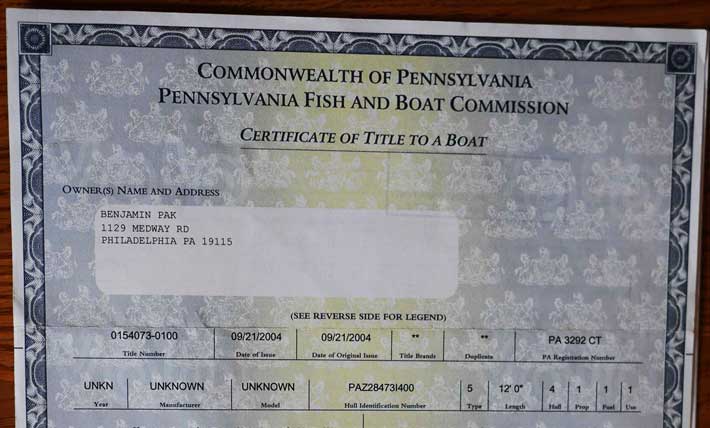 COMMONWEALTH OF PENNSYLVANIA
PENNSYLVANIA FISH AND BOAT COMMISSION
CERTIFICATE OF TITLE TO A BOAT
OWNER(S) NAME AND ADDRESS
BENJAMIN PAK
1129 MEDWAY RD
PHILADELPHIA PA 19115
(SEE REVERSE SIDE FOR LEGEND)
0154073-0100 09/21/2004 09/21/2004 ** ** PA 3292 CT
Title Number Date of Issue Date of Original Issue Title Brands Duplicate PA Registration Number
UNKN UNKNOWN UNKNOWN PAZ28473I400 5 12' 0" 4 1 1 1
Year Manufacturer Model Hull Identification Number Type Length Hull Prop Fuel Use